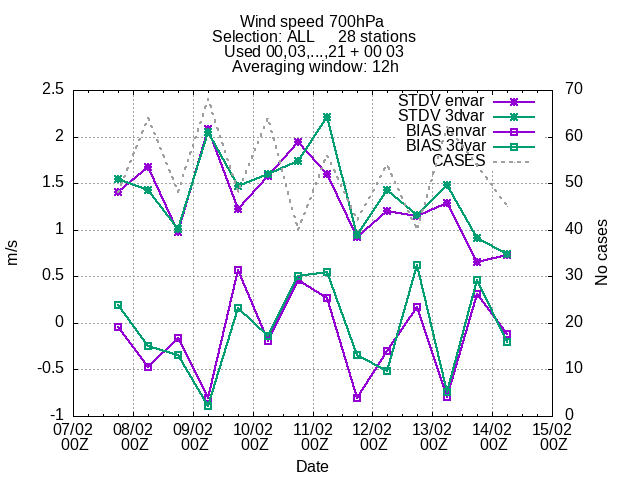 Wind speed 700hPa
Selection: ALL 28 stations
Used 00,03,...,21 + 00 03
Averaging window: 12h
STDV envar
STDV 3dvar
BIAS envar
BIAS 3dvar
CASES
2.5
2
1.5
1
0.5
0
-0.5
-1
m/s
70
60
50
40
30
20
10
0
No cases
07/02 08/02 09/02 10/02 11/02 12/02 13/02 14/02 15/02
00Z 00Z 00Z 00Z 00Z 00Z 00Z 00Z 00Z
Date